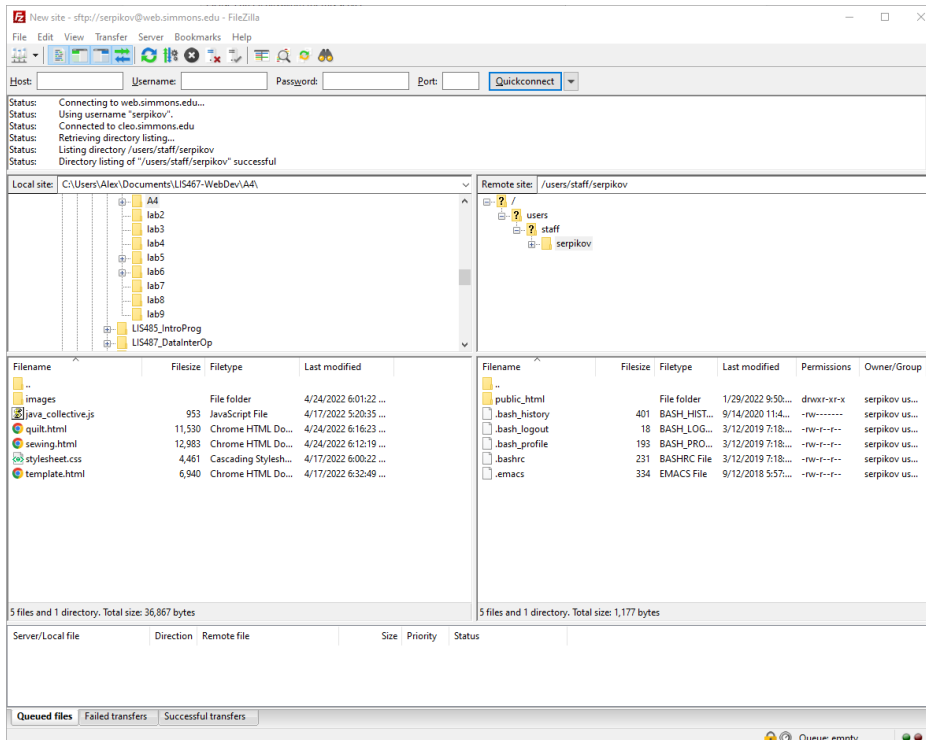 New site - sftp://serpikov@web.simmons.edu - FileZilla
File Edit View Transfer Server Bookmarks Help
Host: Username: Password: Port: Quickconnect
Status: Connecting to web.simmons.edu...
Status: Using username "serpikov".
Status: Connected to cleo.simmons.edu
Status: Retrieving directory listing...
Status: Listing directory /users/staff/serpikov
Status: Directory listing of "/users/staff/serpikov" successful
Local site: C:\Users\Alex\Documents\LIS467-WebDev\A4\
A4
lab2
lab3
lab4
lab5
lab6
lab7
lab8
lab9
LIS485_IntroProg
LIS487_DataInterOp
Remote site: /users/staff/serpikov
/
users
staff
serpikov
Filename Filesize Filetype Last modified
..
images File folder 4/24/2022 6:01:22 ...
java_collective.js 953 JavaScript File 4/17/2022 5:20:35 ...
quilt.html 11,530 Chrome HTML Do... 4/24/2022 6:16:23 ...
sewing.html 12,983 Chrome HTML Do... 4/24/2022 6:12:19 ...
stylesheet.css 4,461 Cascading Stylesh... 4/17/2022 6:00:22 ...
template.html 6,940 Chrome HTML Do... 4/17/2022 6:32:49 ...
5 files and 1 directory. Total size: 36,867 bytes
Filename Filesize Filetype Last modified Permissions Owner/Group
..
public_html File folder 1/29/2022 9:50:... drwxr-xr-x serpikov us...
.bash_history 401 BASH_HIST... 9/14/2020 11:4... -rw------- serpikov us...
.bash_logout 18 BASH_LOG... 3/12/2019 7:18:... -rw-r--r-- serpikov us...
.bash_profile 193 BASH_PRO... 3/12/2019 7:18:... -rw-r--r-- serpikov us...
.bashrc 231 BASHRC File 3/12/2019 7:18:... -rw-r--r-- serpikov us...
.emacs 334 EMACS File 9/12/2018 5:57:... -rw-r--r-- serpikov us...
5 files and 1 directory. Total size: 1,177 bytes
Server/Local file Direction Remote file Size Priority Status
Queued files Failed transfers Successful transfers
Queue: empty